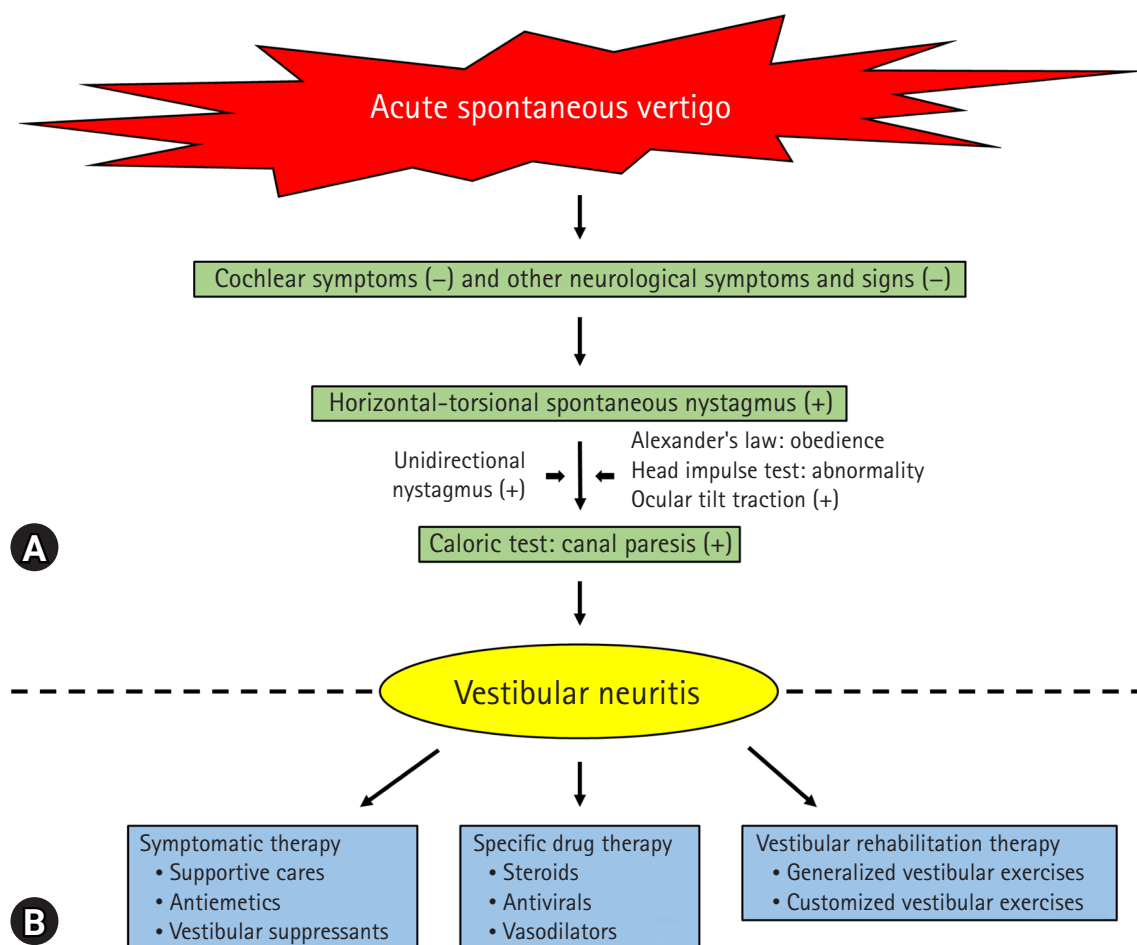 Acute spontaneous vertigo
Cochlear symptoms (–) and other neurological symptoms and signs (–)
Horizontal-torsional spontaneous nystagmus (+)
Unidirectional
nystagmus (+)
Alexander's law: obedience
Head impulse test: abnormality
Ocular tilt traction (+)
Caloric test: canal paresis (+)
A
Vestibular neuritis
Symptomatic therapy
• Supportive cares
• Antiemetics
• Vestibular suppressants
Specific drug therapy
• Steroids
• Antivirals
• Vasodilators
Vestibular rehabilitation therapy
• Generalized vestibular exercises
• Customized vestibular exercises
B